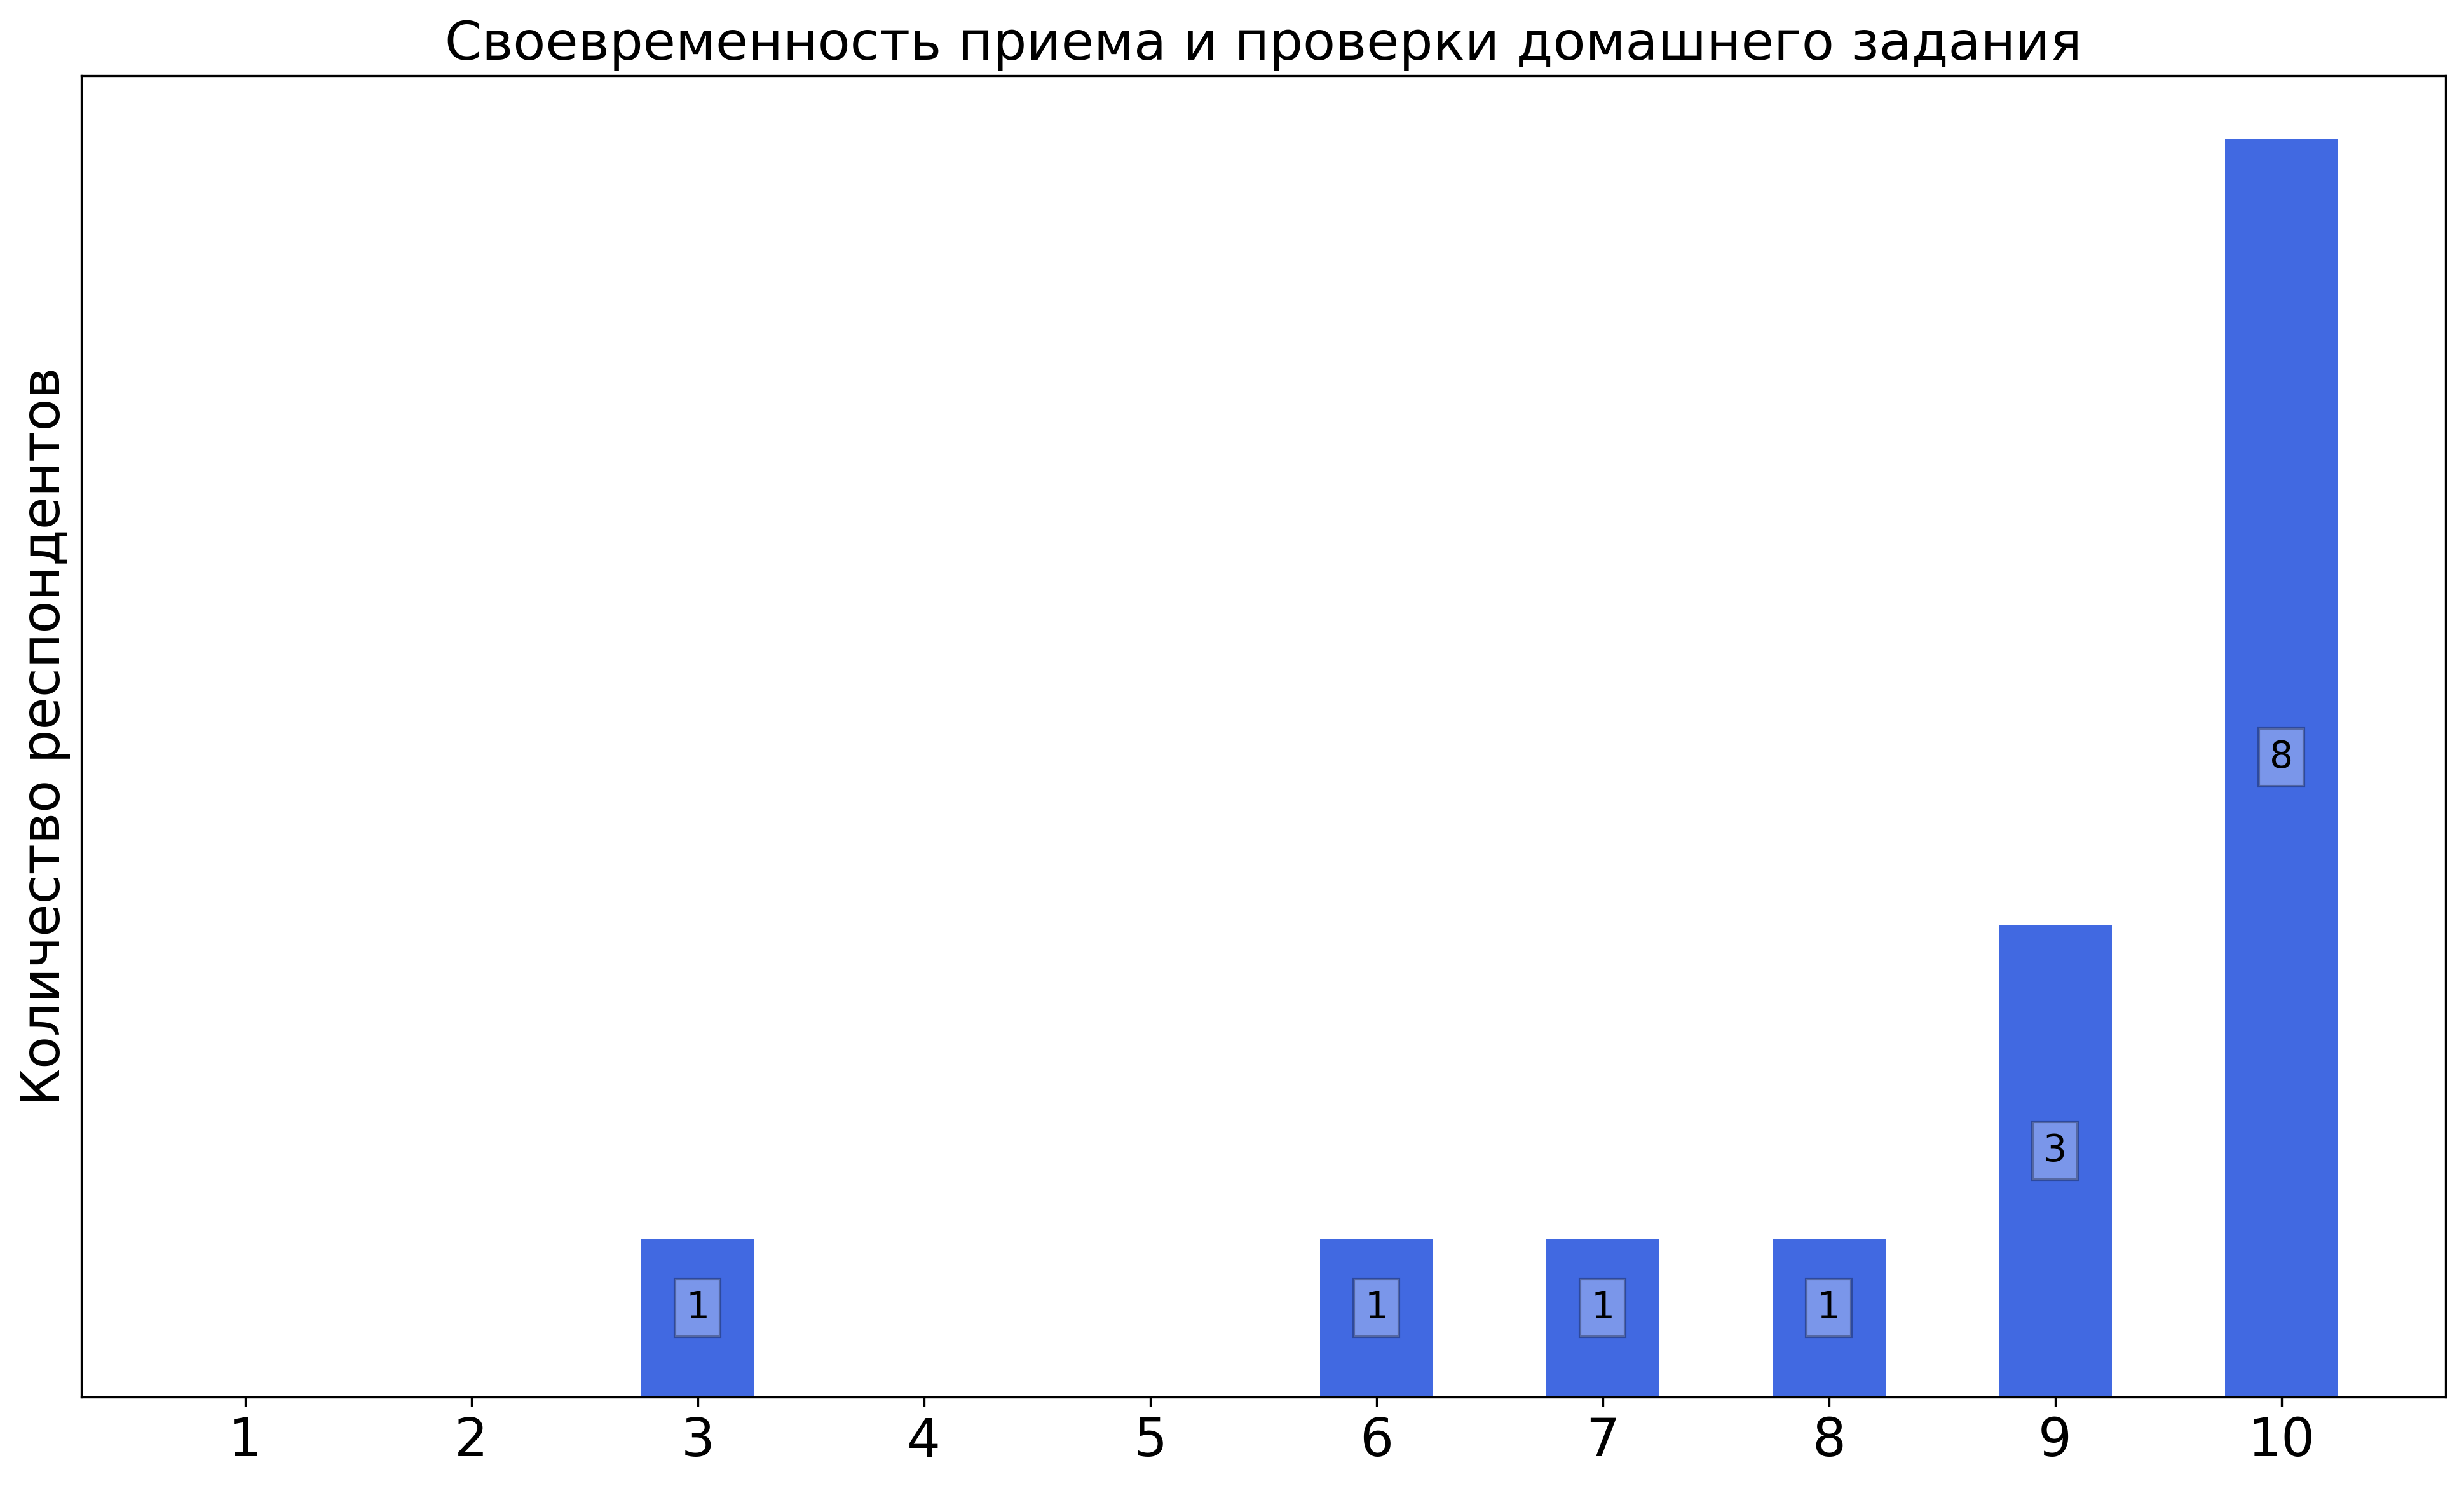 Своевременность приема и проверки домашнего задания
Количество респондентов
8
3
1 1 1 1
1 2 3 4 5 6 7 8 9 10